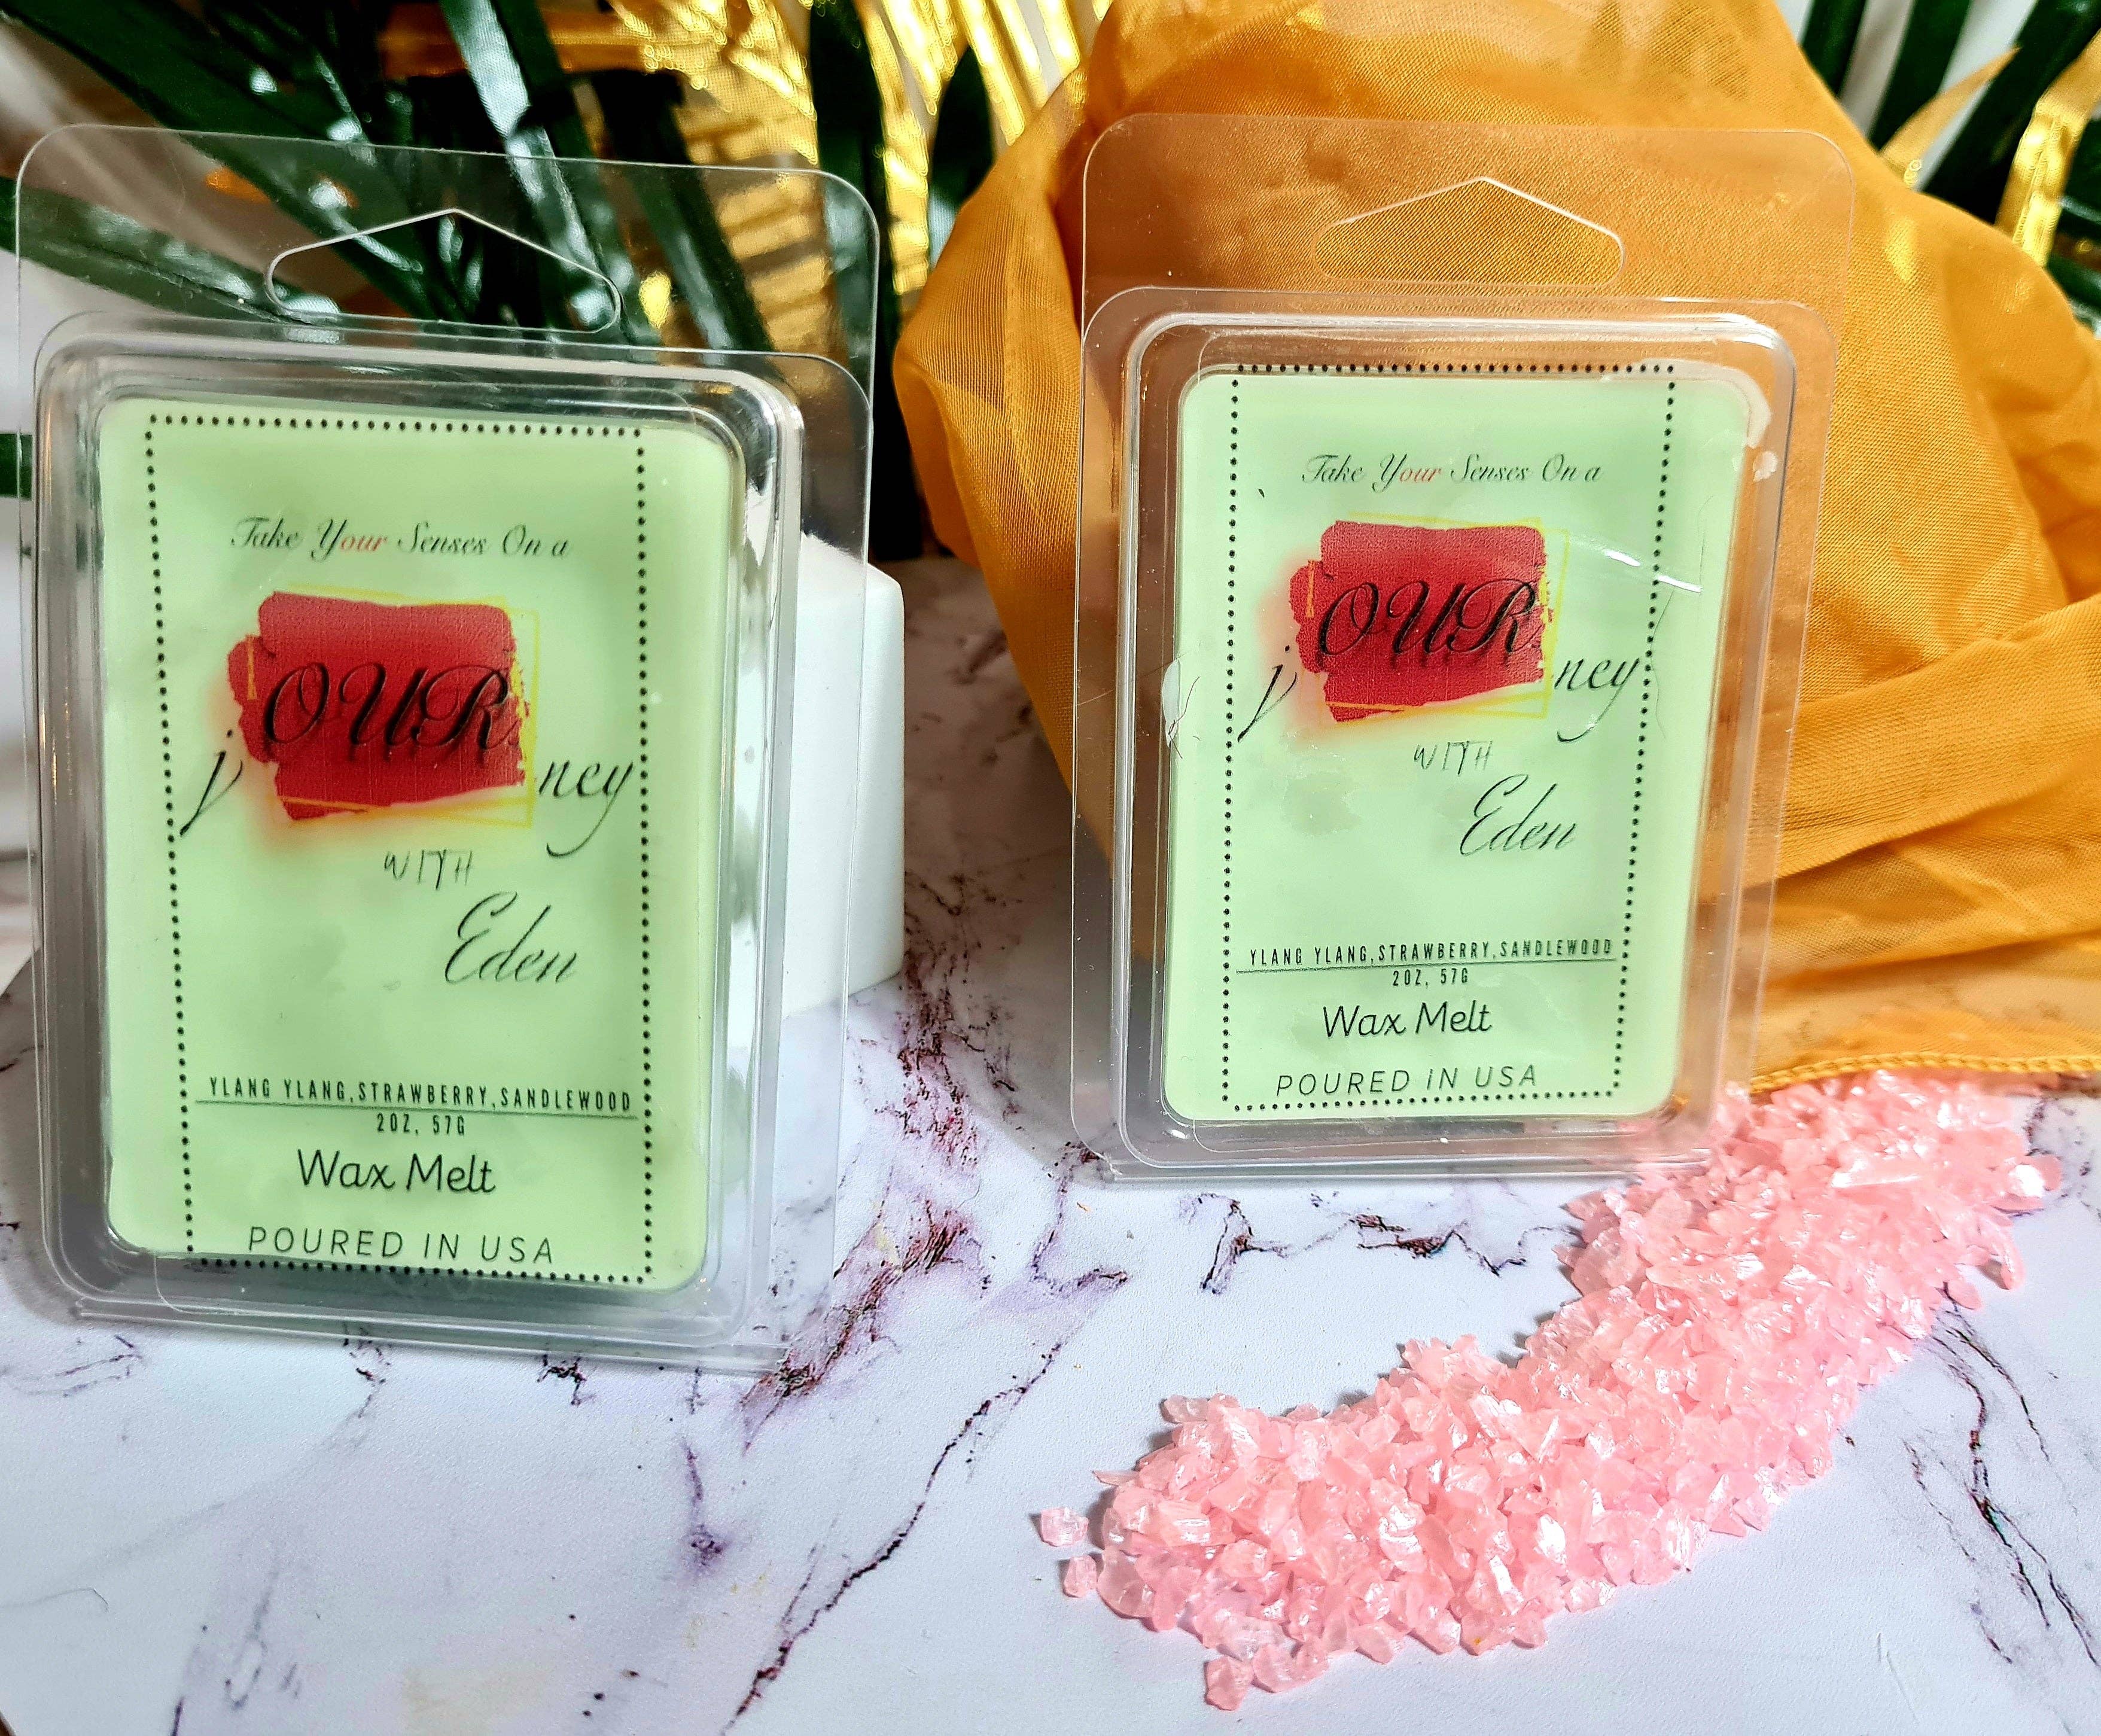 Take Your Senses On a
jOURney
WITH
Eden
YLANG YLANG,STRAWBERRY,SANDLEWOOD
2OZ, 57G
Wax Melt
POURED IN USA
Take Your Senses On a
jOURney
WITH
Eden
YLANG YLANG,STRAWBERRY,SANDLEWOOD
2OZ, 57G
Wax Melt
POURED IN USA